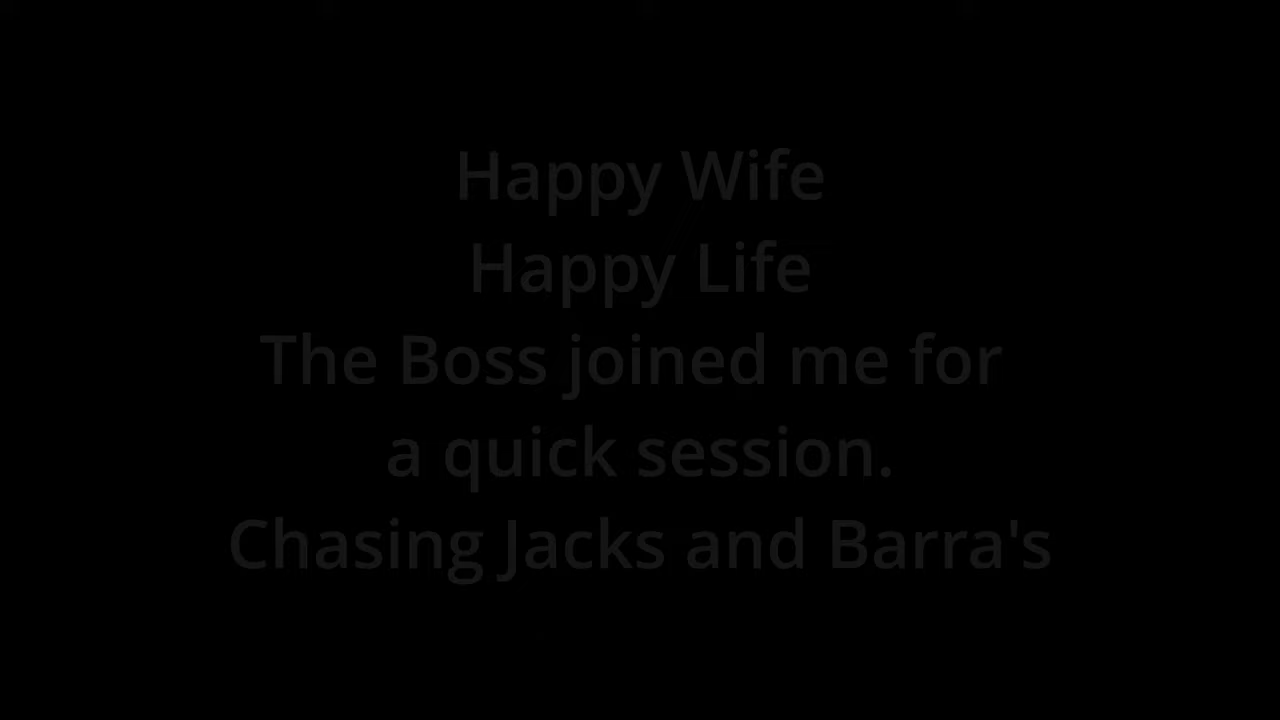 Happy Wife
Happy Life
The Boss joined me for
a quick session.
Chasing Jacks and Barra's